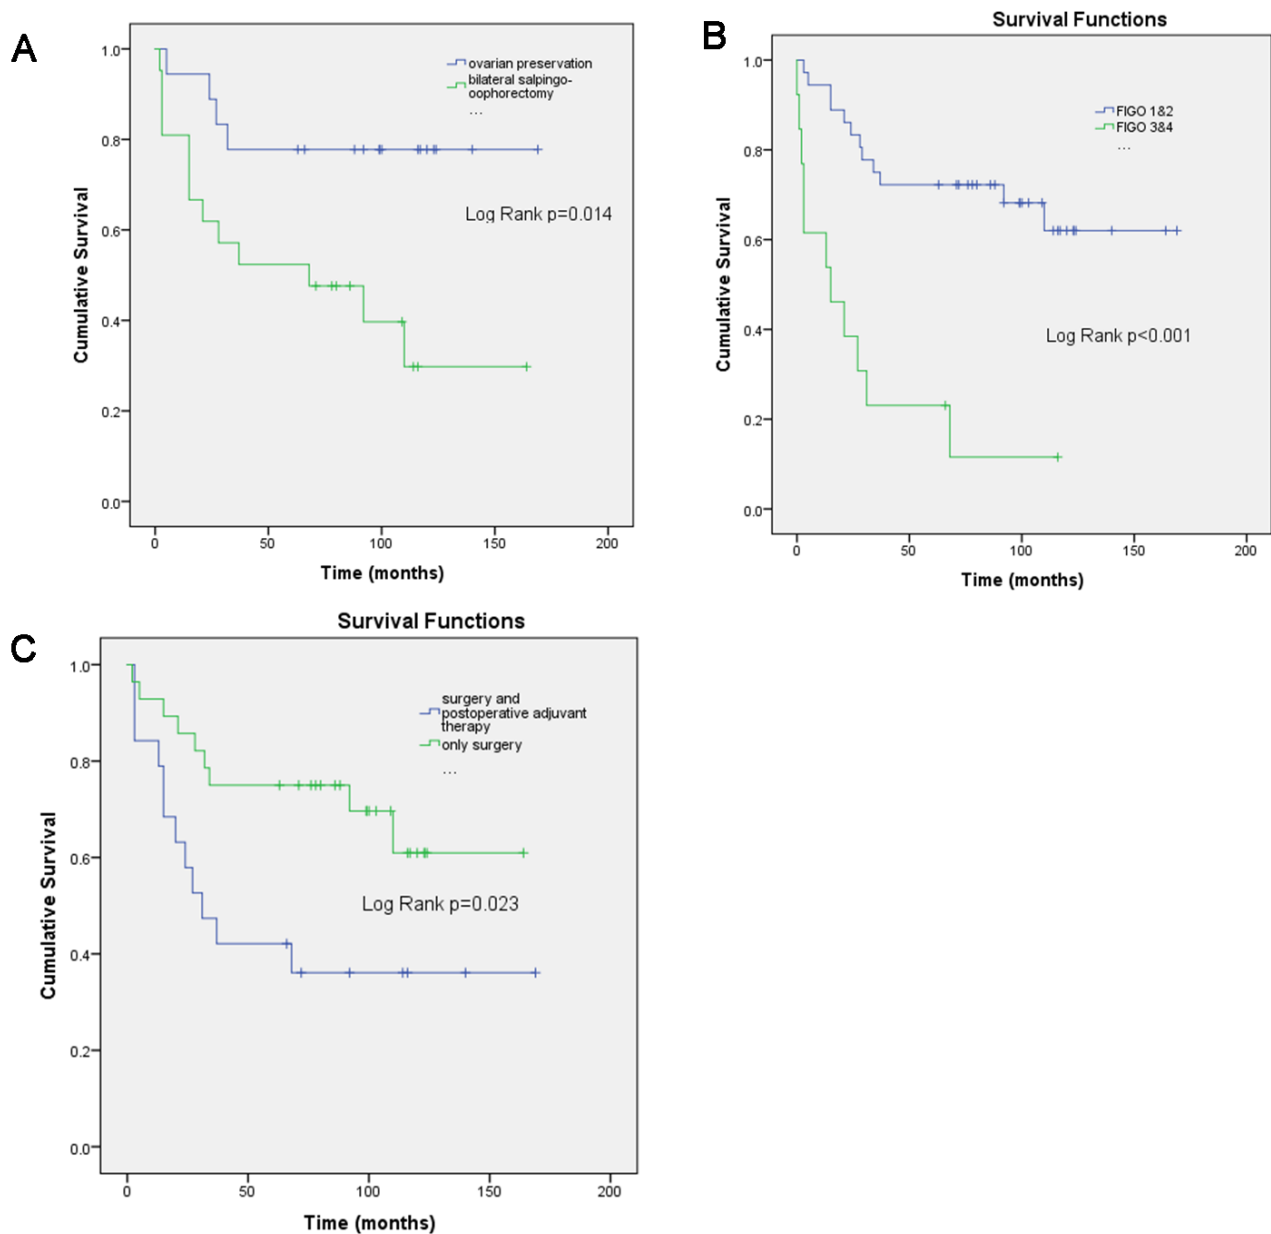 A
1.0
0.8
0.6
0.4
0.2
0.0
Cumulative Survival
ovarian preservation
bilateral salpingo-
oophorectomy
...
Log Rank p=0.014
0 50 100 150 200
Time (months)
B
Survival Functions
1.0
0.8
0.6
0.4
0.2
0.0
Cumulative Survival
FIGO 1&2
FIGO 3&4
...
Log Rank p<0.001
0 50 100 150 200
Time (months)
C
Survival Functions
1.0
0.8
0.6
0.4
0.2
0.0
Cumulative Survival
surgery and
postoperative adjuvant
therapy
only surgery
...
Log Rank p=0.023
0 50 100 150 200
Time (months)